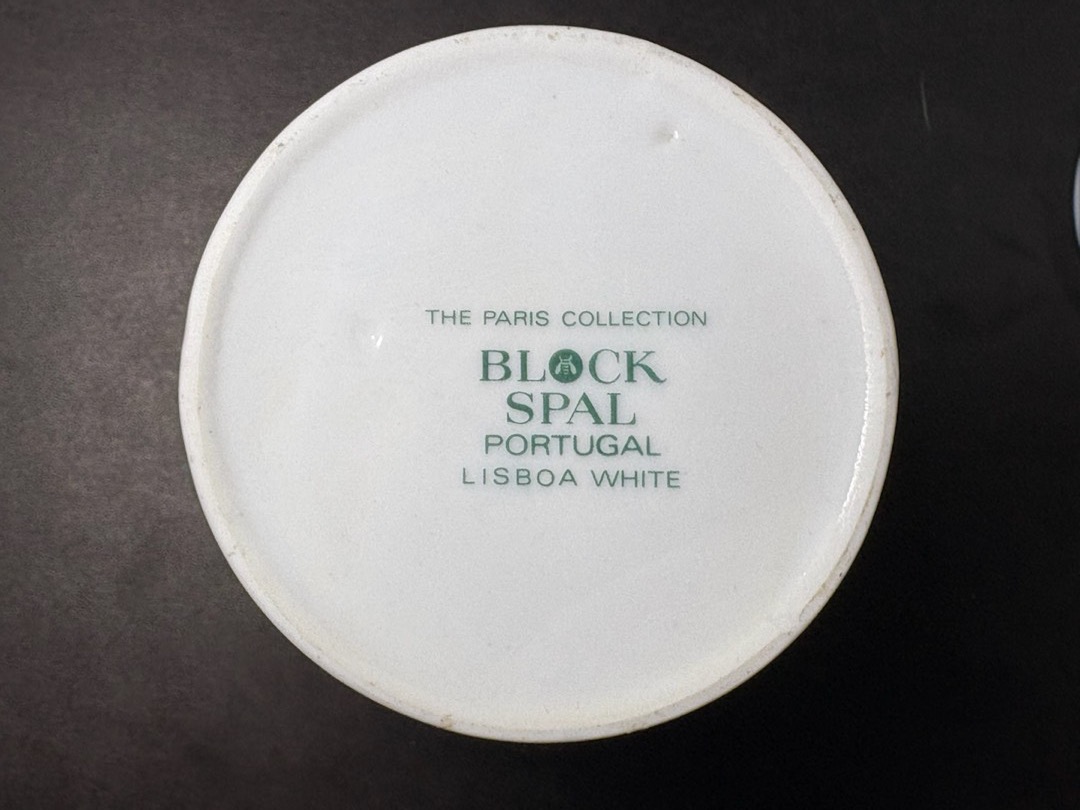 THE PARIS COLLECTION
BLOCK
SPAL
PORTUGAL
LISBOA WHITE